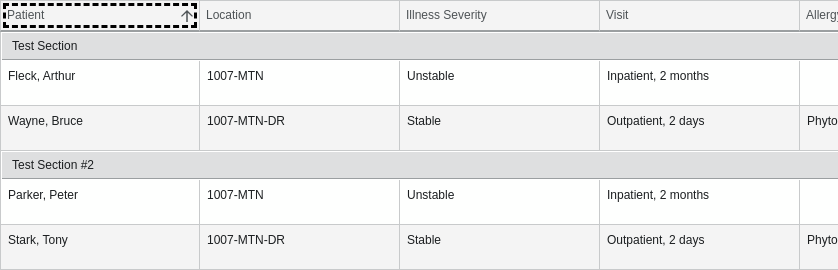 Patient Location Illness Severity Visit Allergy
Test Section
Fleck, Arthur 1007-MTN Unstable Inpatient, 2 months
Wayne, Bruce 1007-MTN-DR Stable Outpatient, 2 days Phyto
Test Section #2
Parker, Peter 1007-MTN Unstable Inpatient, 2 months
Stark, Tony 1007-MTN-DR Stable Outpatient, 2 days Phyto